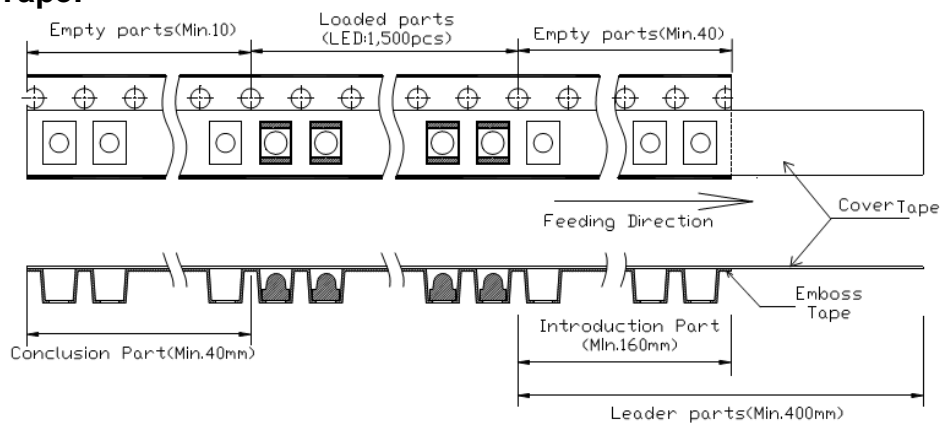 Tape:
Empty parts(Min.10)
Loaded parts
(LED:1,500pcs)
Empty parts(Min.40)
Feeding Direction
Cover Tape
Emboss
Tape
Introduction Part
(MIn.160mm)
Conclusion Part(Min.40mm)
Leader parts(Min.400mm)